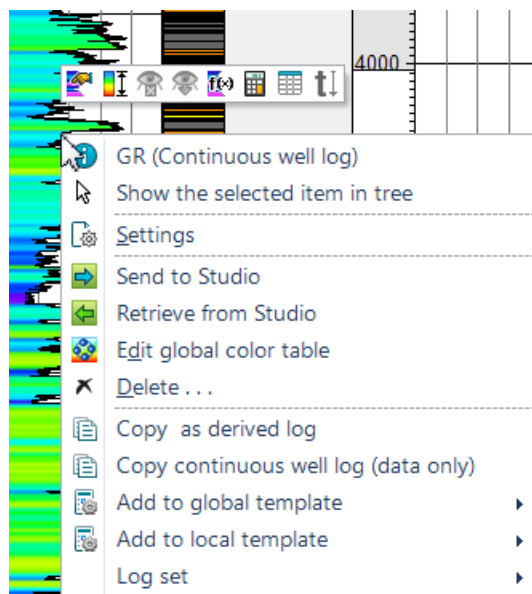 4000
f(x)
t
GR (Continuous well log)
Show the selected item in tree
Settings
Send to Studio
Retrieve from Studio
Edit global color table
Delete . . .
Copy  as derived log
Copy continuous well log (data only)
Add to global template
Add to local template
Log set